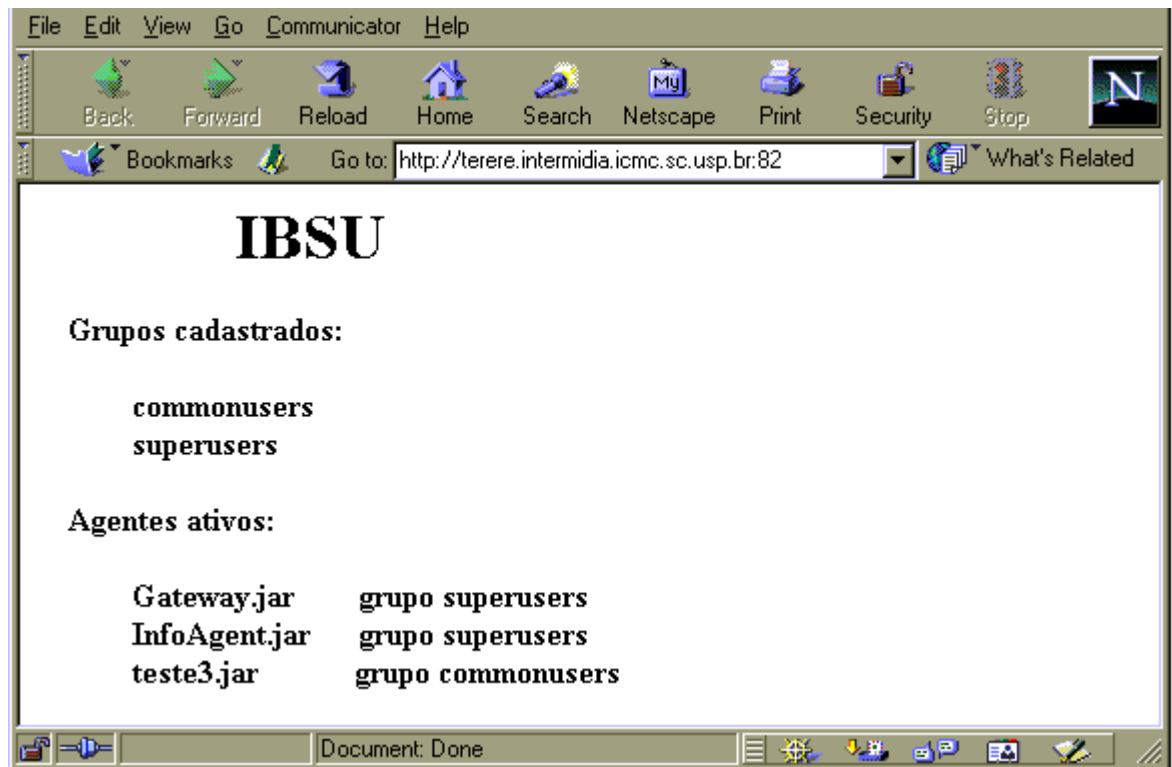 File Edit View Go Communicator Help
My N
Back Forward Reload Home Search Netscape Print Security Stop
Bookmarks Go to: http://terere.intermidia.icmc.sc.usp.br:82 What's Related
IBSU
Grupos cadastrados:
commonusers
superusers
Agentes ativos:
Gateway.jar grupo superusers
InfoAgent.jar grupo superusers
teste3.jar grupo commonusers
Document: Done